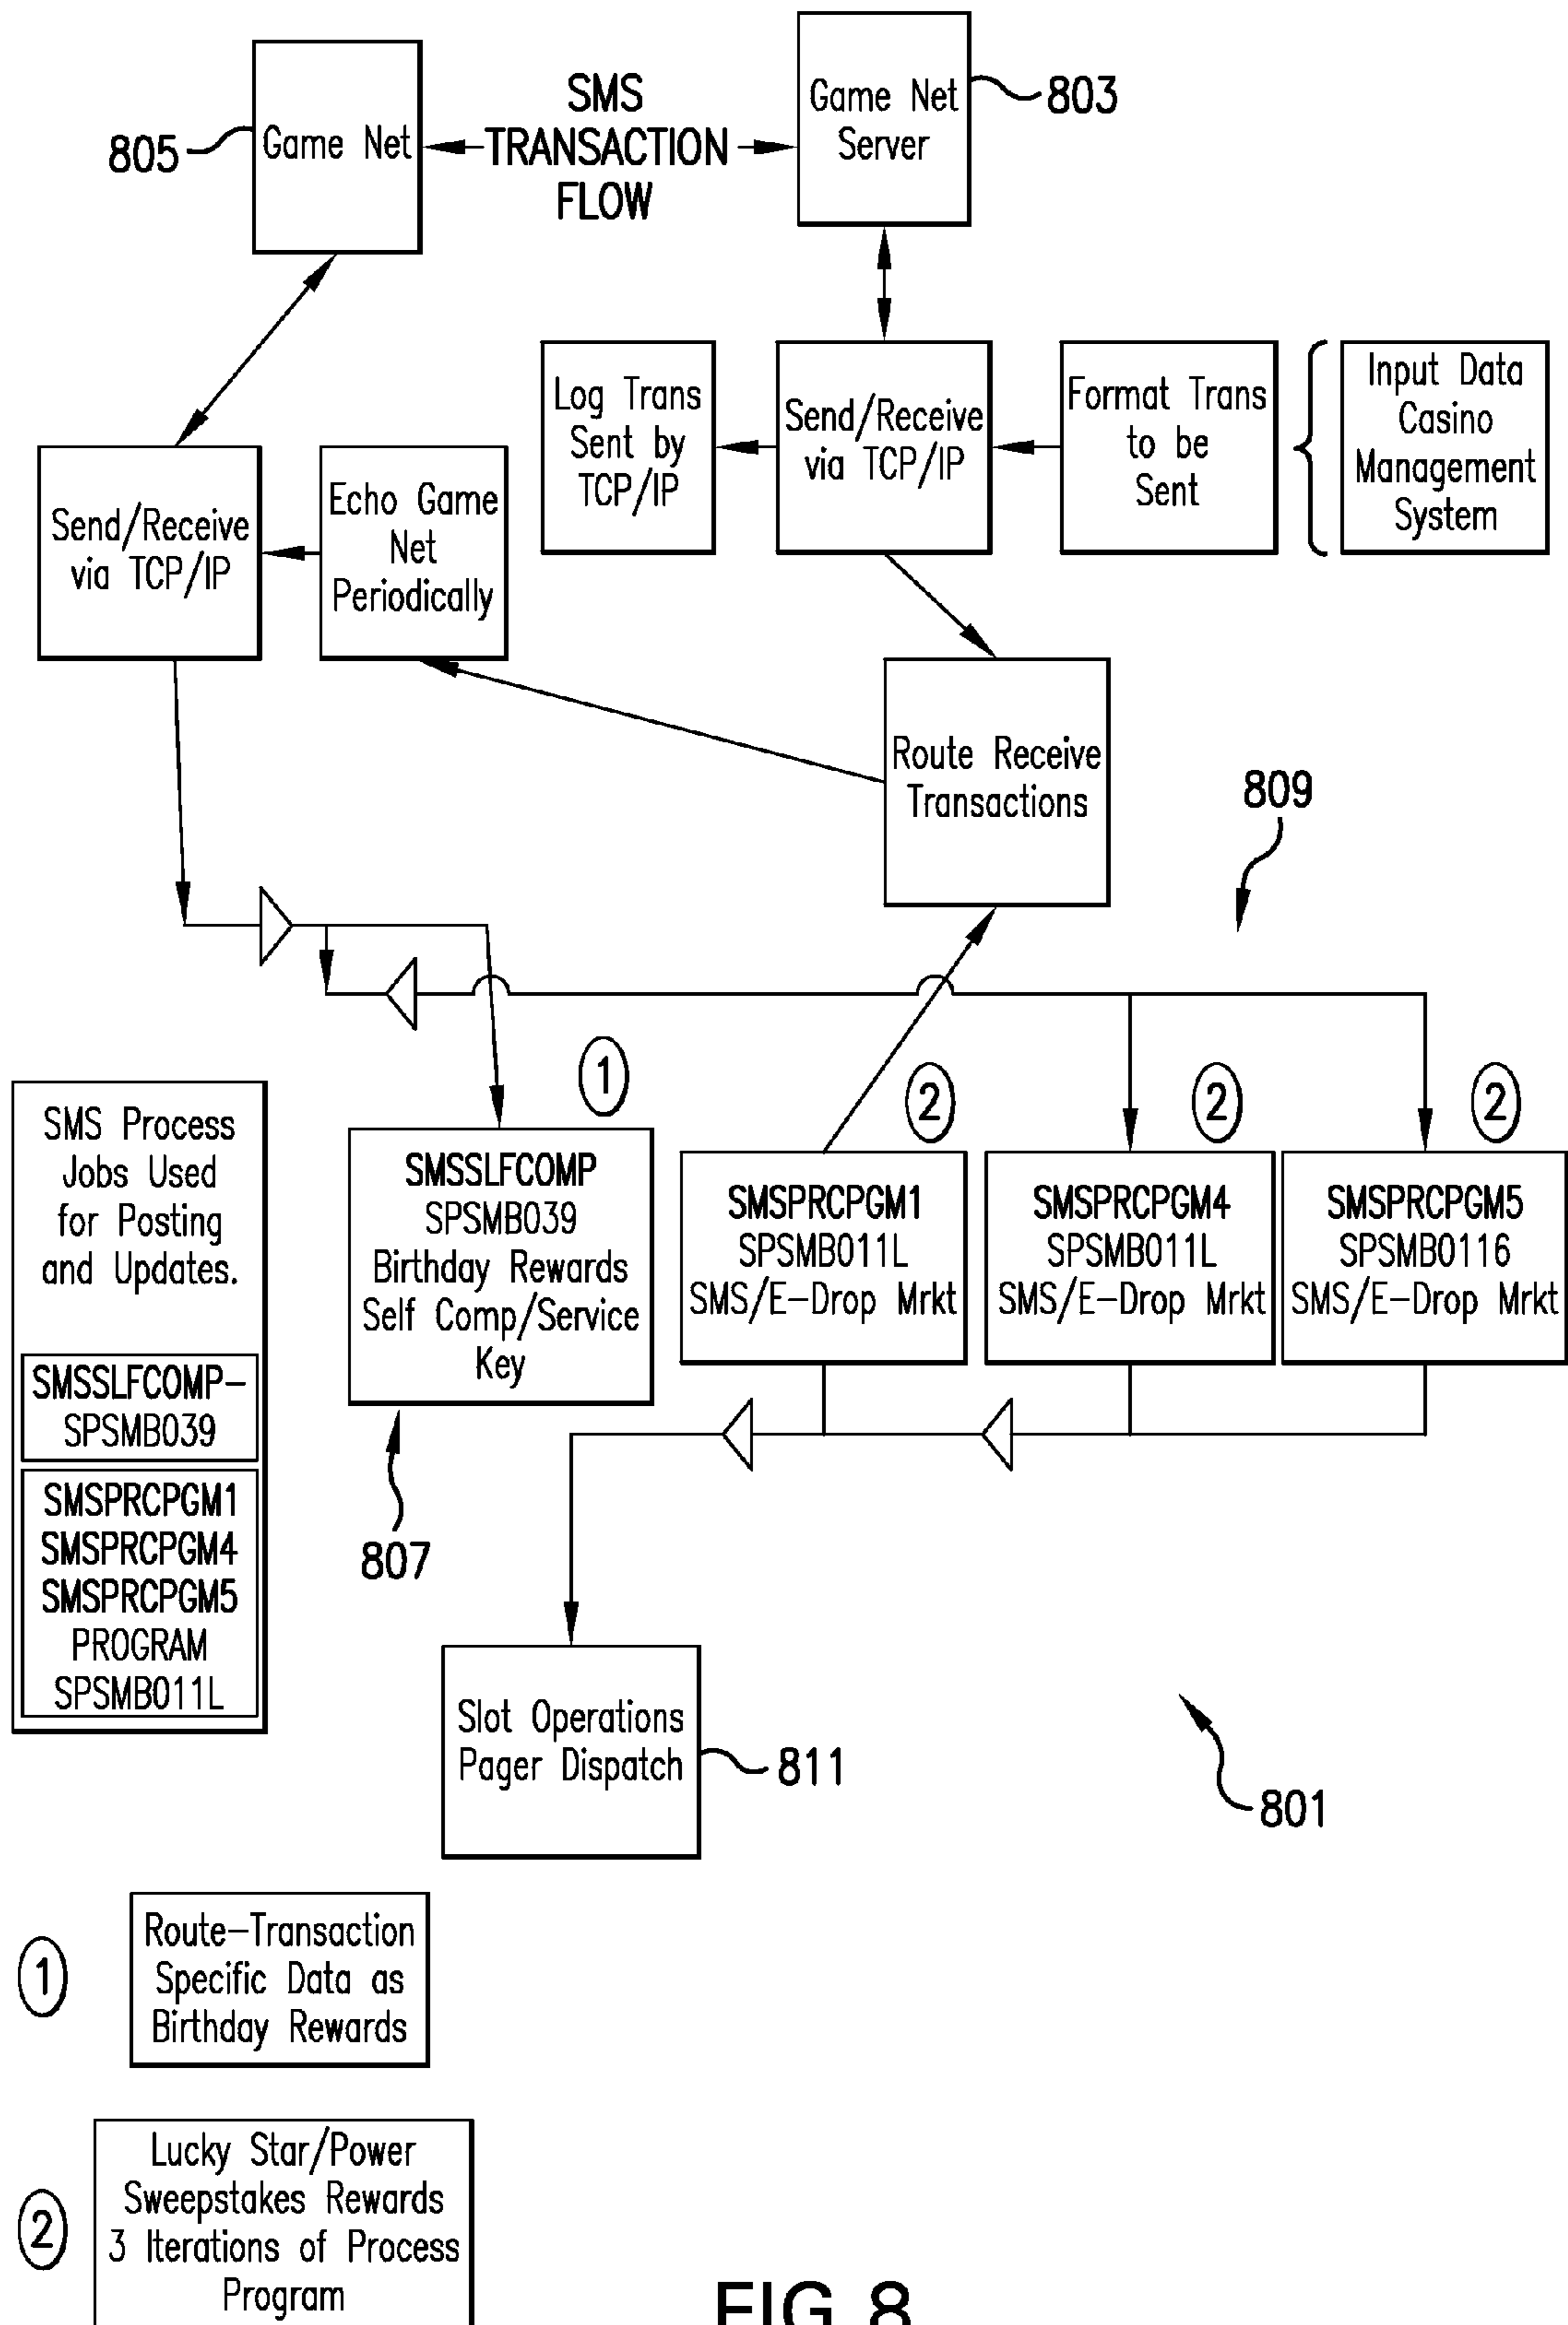 SMS
TRANSACTION
FLOW
805
Game Net
Game Net
Server
803
Log Trans
Sent by
TCP/IP
Send/Receive
via TCP/IP
Format Trans
to be
Sent
Input Data
Casino
Management
System
Send/Receive
via TCP/IP
Echo Game
Net
Periodically
Route Receive
Transactions
809
1
2
2
2
SMS Process
Jobs Used
for Posting
and Updates.
SMSSLFCOMP-
SPSMB039
SMSPRCPGM1
SMSPRCPGM4
SMSPRCPGM5
PROGRAM
SPSMB011L
SMSSLFCOMP
SPSMB039
Birthday Rewards
Self Comp/Service
Key
SMSPRCPGM1
SPSMB011L
SMS/E-Drop Mrkt
SMSPRCPGM4
SPSMB011L
SMS/E-Drop Mrkt
SMSPRCPGM5
SPSMB0116
SMS/E-Drop Mrkt
807
Slot Operations
Pager Dispatch
811
801
1
Route-Transaction
Specific Data as
Birthday Rewards
2
Lucky Star/Power
Sweepstakes Rewards
3 Iterations of Process
Program
FIG 8